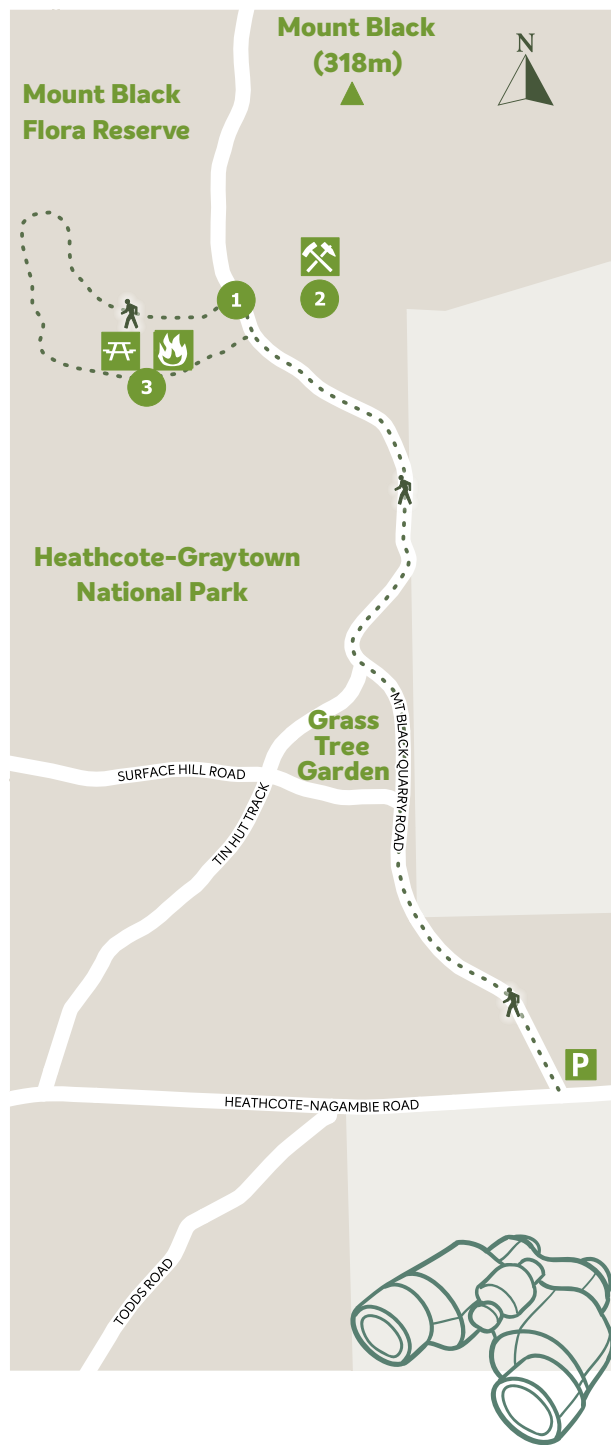 Mount Black
(318m)
N
Mount Black
Flora Reserve
1
2
3
Heathcote-Graytown
National Park
Grass
Tree
Garden
MT BLACK QUARRY ROAD
SURFACE HILL ROAD
TIN HUT TRACK
P
HEATHCOTE-NAGAMBIE ROAD
TODDS ROAD